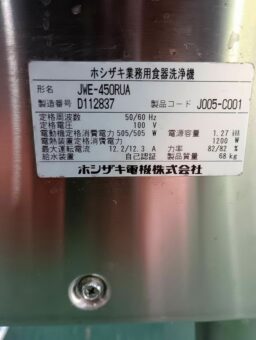 ホシザキ業務用食器洗浄機
形名 JWE-450RUA
製造番号 D112837 製品コード J005-C001
定格周波数 50/60 Hz
定格電圧 100 V
電動機定格消費電力 505/505 W 電源容量 1.27 kW
電熱装置定格消費電力 1200 W
最大運転電流 12.2/12.3 A 力率 82/82 %
給水装置 自己認証 製品質量 68 kg
ホシザキ電機株式会社